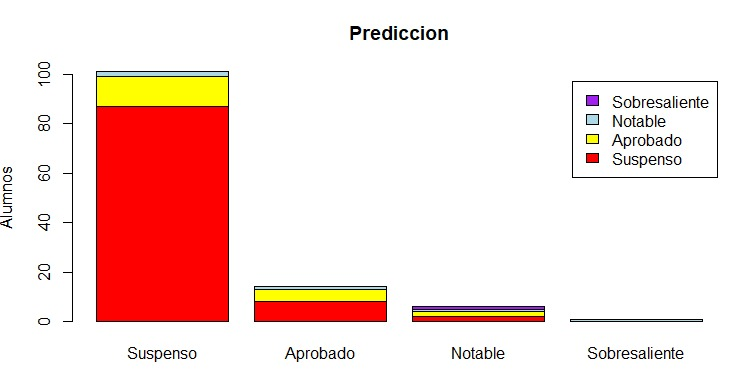 Prediccion
Alumnos
100
80
60
40
20
0
Sobresaliente
Notable
Aprobado
Suspenso
Suspenso
Aprobado
Notable
Sobresaliente